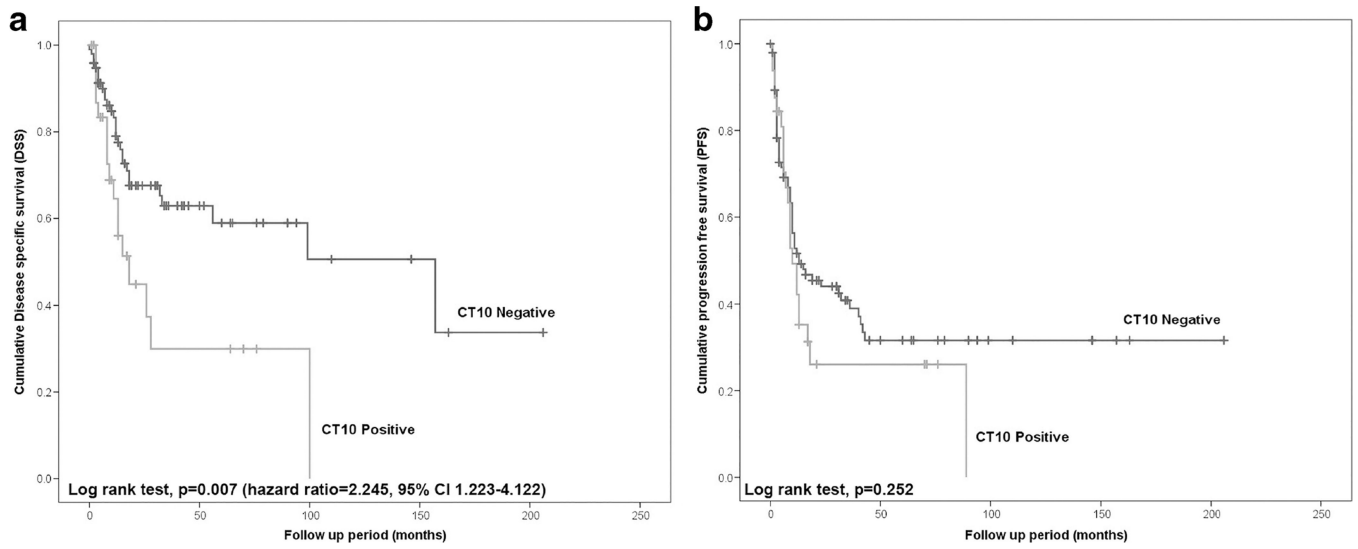 a
Cumulative Disease specific survival (DSS)
1.0
0.8
0.6
0.4
0.2
0.0
CT10 Negative
CT10 Positive
Log rank test, p=0.007 (hazard ratio=2.245, 95% CI 1.223-4.122)
0 50 100 150 200 250
Follow up period (months)
b
Cumulative progression free survival (PFS)
1.0
0.8
0.6
0.4
0.2
0.0
CT10 Negative
CT10 Positive
Log rank test, p=0.252
0 50 100 150 200 250
Follow up period (months)